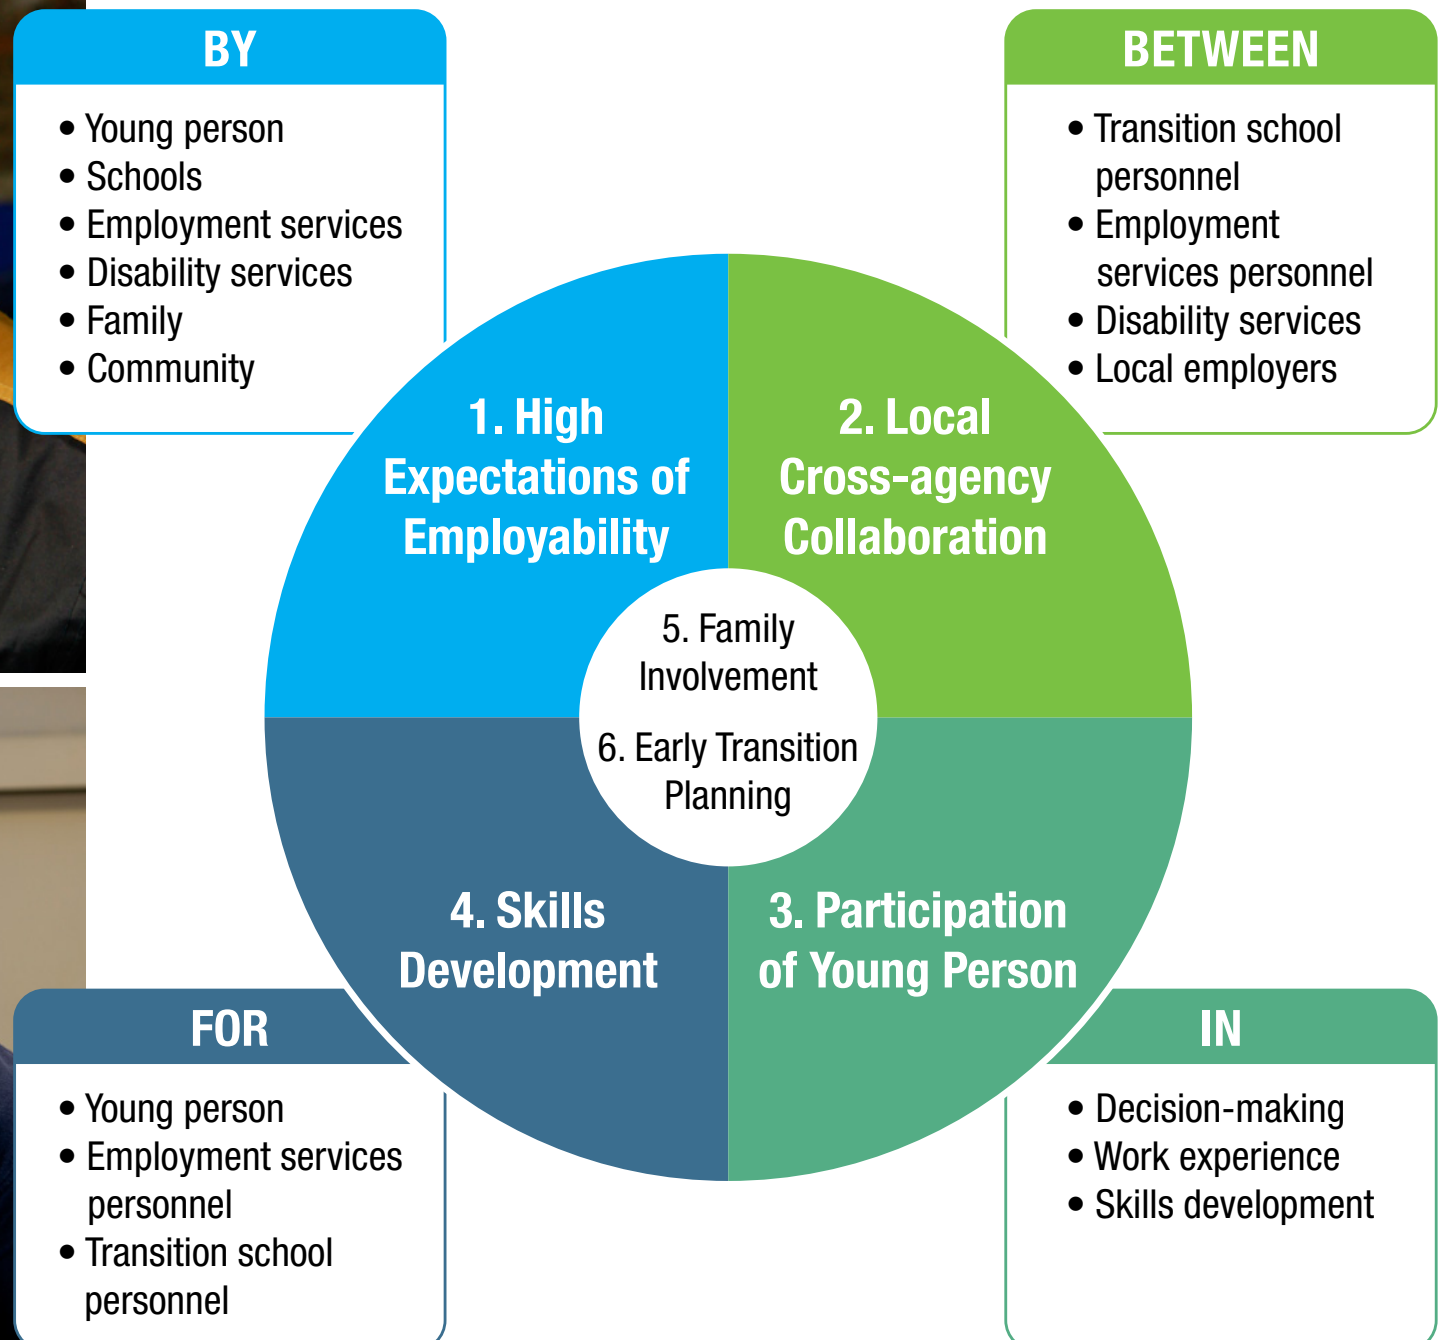 BY
• Young person
• Schools
• Employment services
• Disability services
• Family
• Community
BETWEEN
• Transition school
personnel
• Employment
services personnel
• Disability services
• Local employers
1. High
Expectations of
Employability
2. Local
Cross-agency
Collaboration
5. Family
Involvement
6. Early Transition
Planning
4. Skills
Development
3. Participation
of Young Person
FOR
• Young person
• Employment services
personnel
• Transition school
personnel
IN
• Decision-making
• Work experience
• Skills development